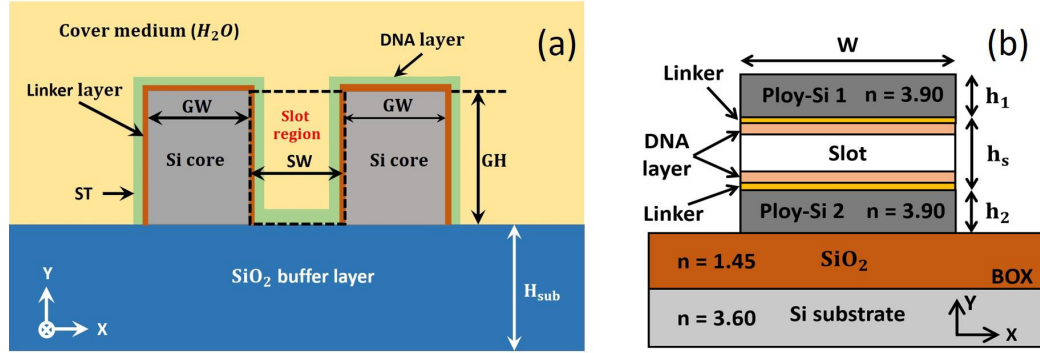 Cover medium (H₂O)
(a)
DNA layer
Linker layer
GW
GW
Slot
region
Si core
SW
Si core
GH
ST
SiO₂ buffer layer
H_sub
Y
X
(b)
W
Linker
Ploy-Si 1 n = 3.90
h₁
DNA
layer
Slot
hₛ
Linker
Ploy-Si 2 n = 3.90
h₂
n = 1.45 SiO₂
BOX
n = 3.60 Si substrate
Y
X